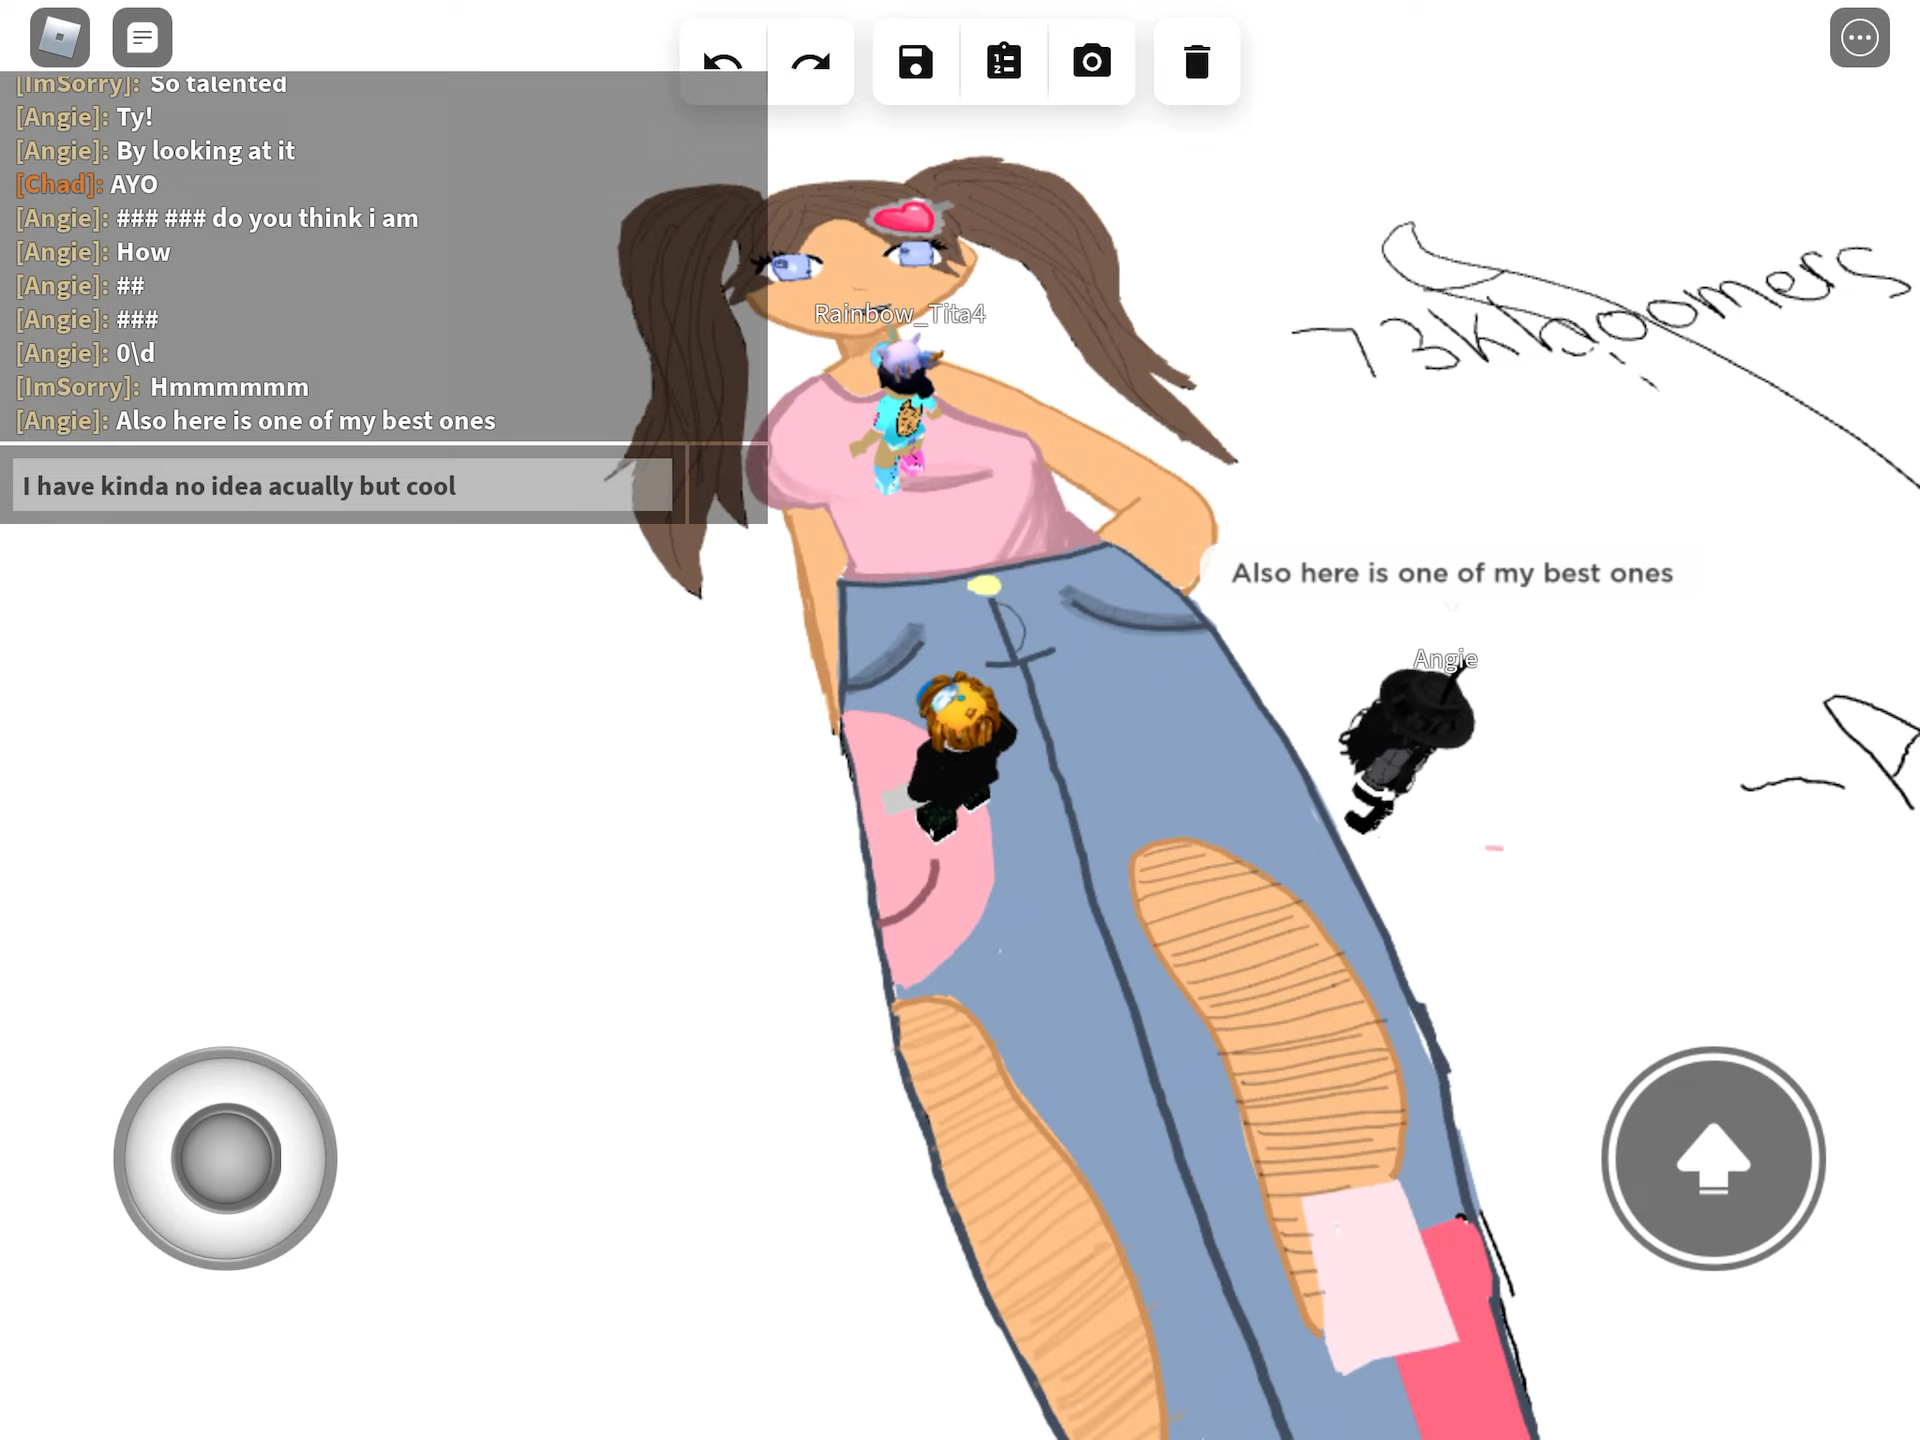 [ImSorry]: So talented
[Angie]: Ty!
[Angie]: By looking at it
[Chad]: AYO
[Angie]: ### ### do you think i am
[Angie]: How
[Angie]: ##
[Angie]: ###
[Angie]: 0\d
[ImSorry]: Hmmmmmm
[Angie]: Also here is one of my best ones
I have kinda no idea acually but cool
Rainbow_Tita4
Also here is one of my best ones
Angie